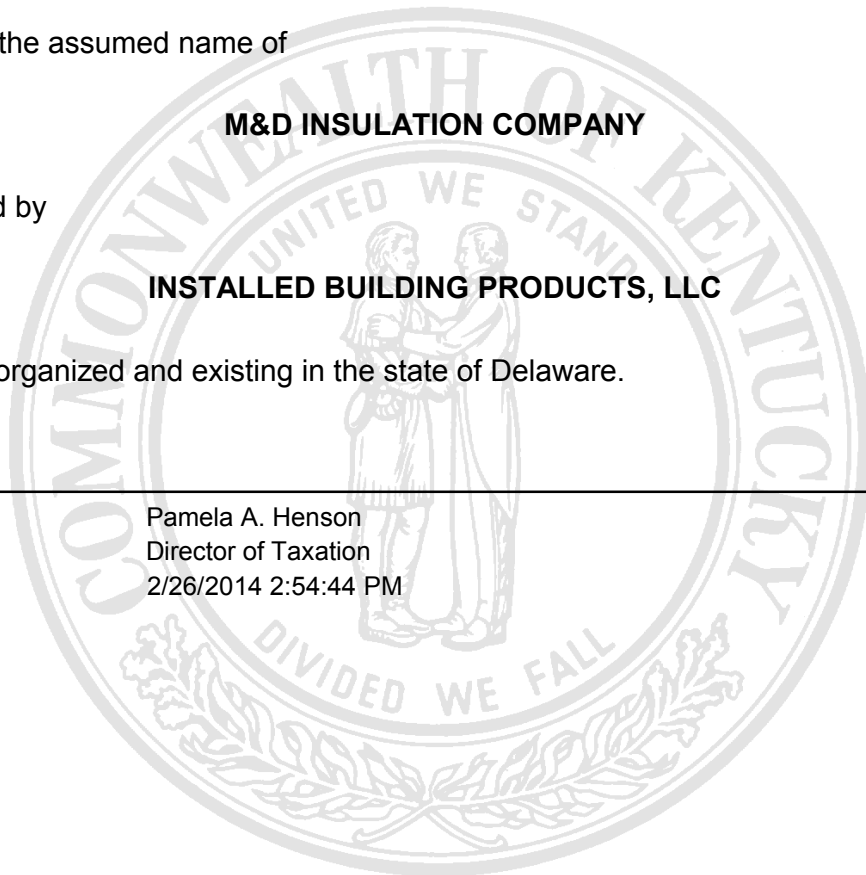 the assumed name of
M&D INSULATION COMPANY
d by
INSTALLED BUILDING PRODUCTS, LLC
organized and existing in the state of Delaware.
Pamela A. Henson
Director of Taxation
2/26/2014 2:54:44 PM
COMMONWEALTH OF KENTUCKY
UNITED WE STAND
DIVIDED WE FALL